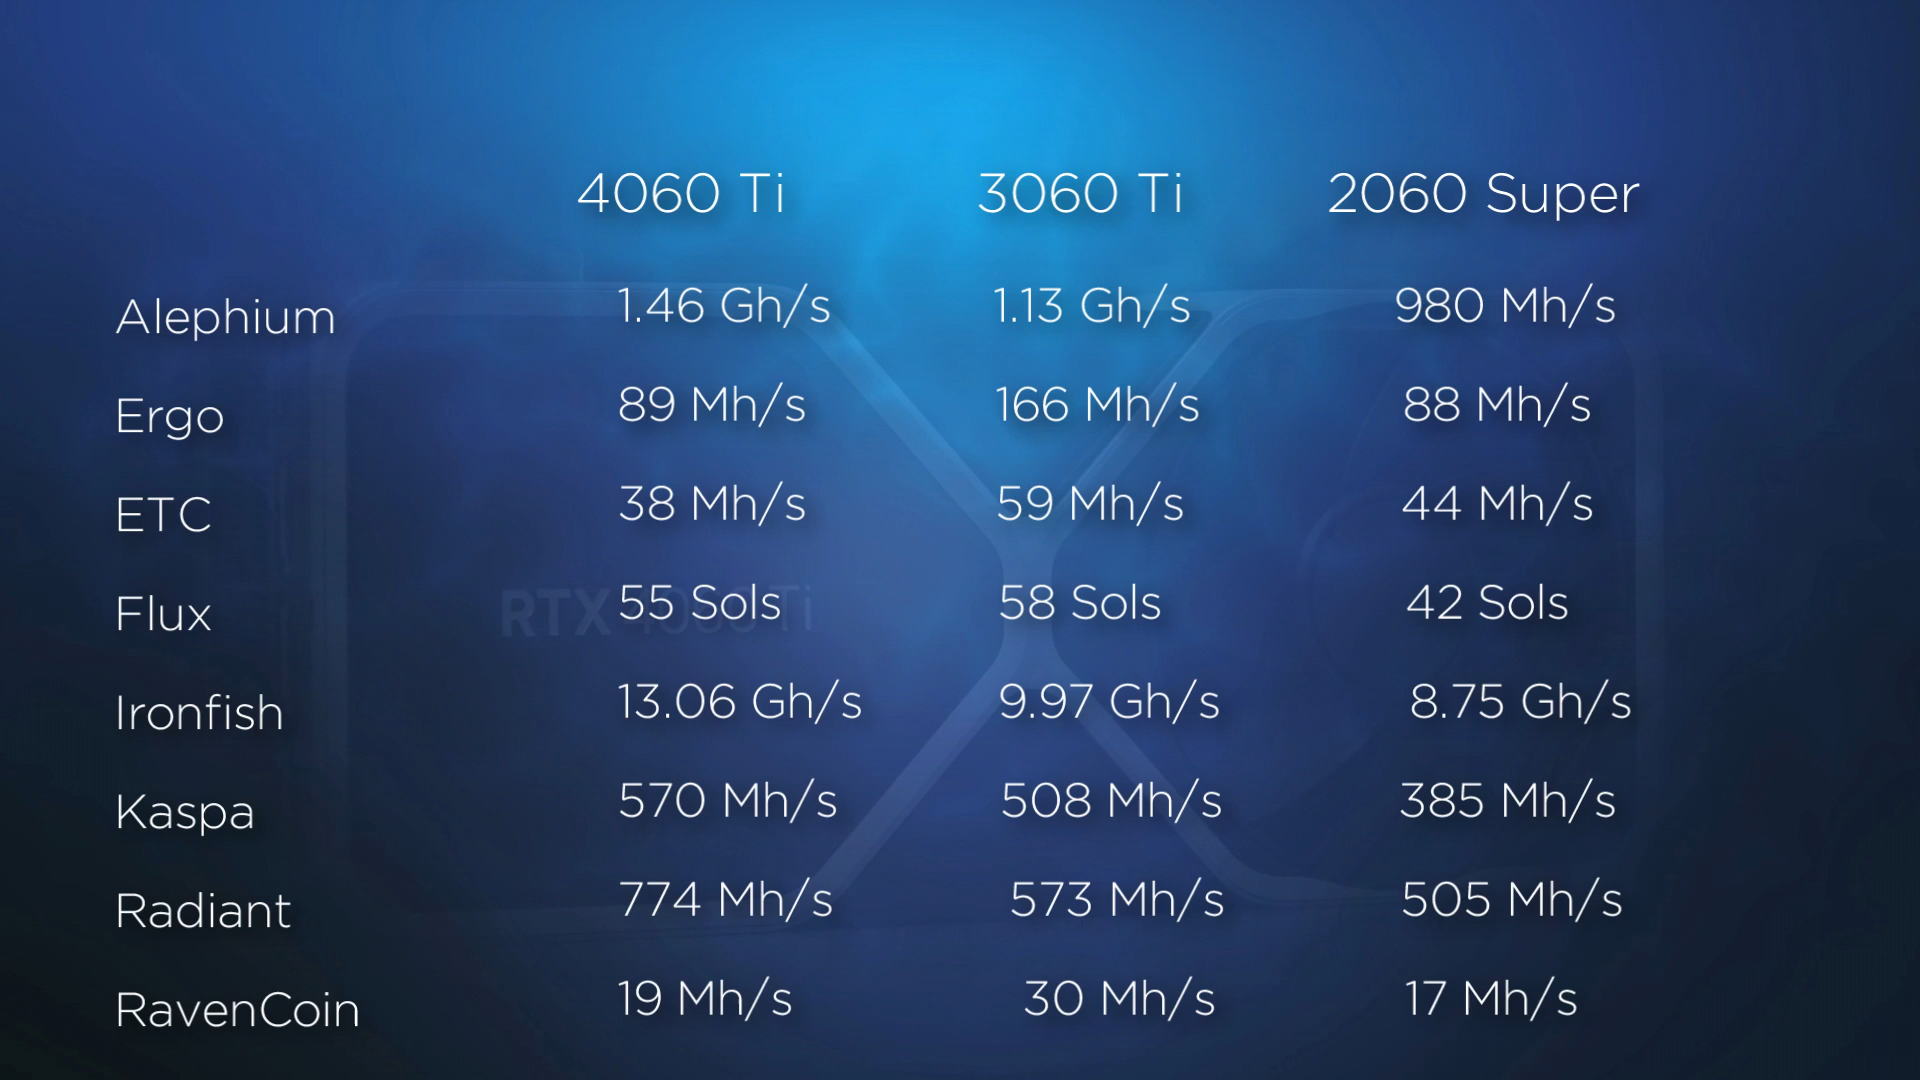 4060 Ti 3060 Ti 2060 Super
Alephium 1.46 Gh/s 1.13 Gh/s 980 Mh/s
Ergo 89 Mh/s 166 Mh/s 88 Mh/s
ETC 38 Mh/s 59 Mh/s 44 Mh/s
Flux 55 Sols 58 Sols 42 Sols
RTX 4060 Ti
Ironfish 13.06 Gh/s 9.97 Gh/s 8.75 Gh/s
Kaspa 570 Mh/s 508 Mh/s 385 Mh/s
Radiant 774 Mh/s 573 Mh/s 505 Mh/s
RavenCoin 19 Mh/s 30 Mh/s 17 Mh/s